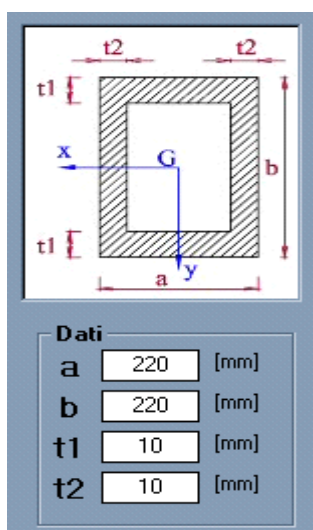 t2 t2
t1
x G b
t1
y
a
Dati
a 220 [mm]
b 220 [mm]
t1 10 [mm]
t2 10 [mm]